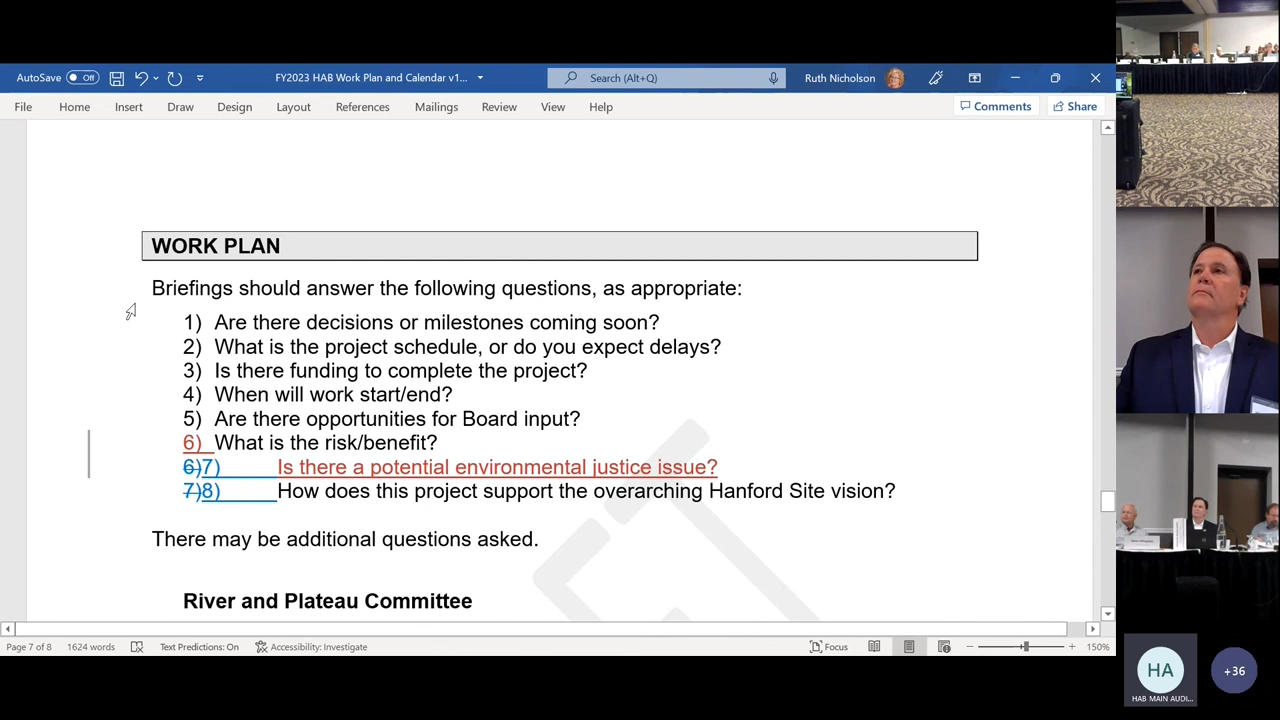 AutoSave Off FY2023 HAB Work Plan and Calendar v1... Search (Alt+Q) Ruth Nicholson
File Home Insert Draw Design Layout References Mailings Review View Help Comments Share
WORK PLAN
Briefings should answer the following questions, as appropriate:
1) Are there decisions or milestones coming soon?
2) What is the project schedule, or do you expect delays?
3) Is there funding to complete the project?
4) When will work start/end?
5) Are there opportunities for Board input?
6) What is the risk/benefit?
6)7) Is there a potential environmental justice issue?
7)8) How does this project support the overarching Hanford Site vision?
There may be additional questions asked.
River and Plateau Committee
Page 7 of 8 1624 words Text Predictions: On Accessibility: Investigate Focus 150%
HA
HAB MAIN AUDI...
+36